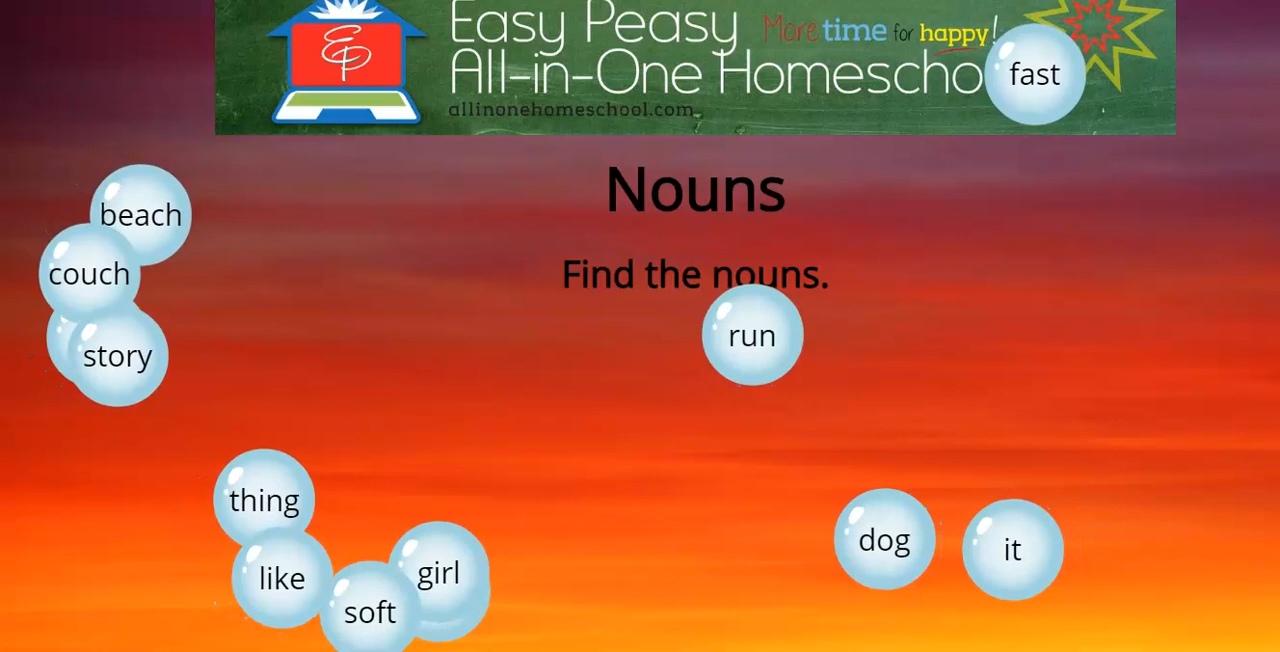 Easy Peasy More time for happy!
All-in-One Homescho
allinonehomeschool.com
fast
Nouns
Find the nouns.
beach
couch
story
run
thing
like
soft
girl
dog
it